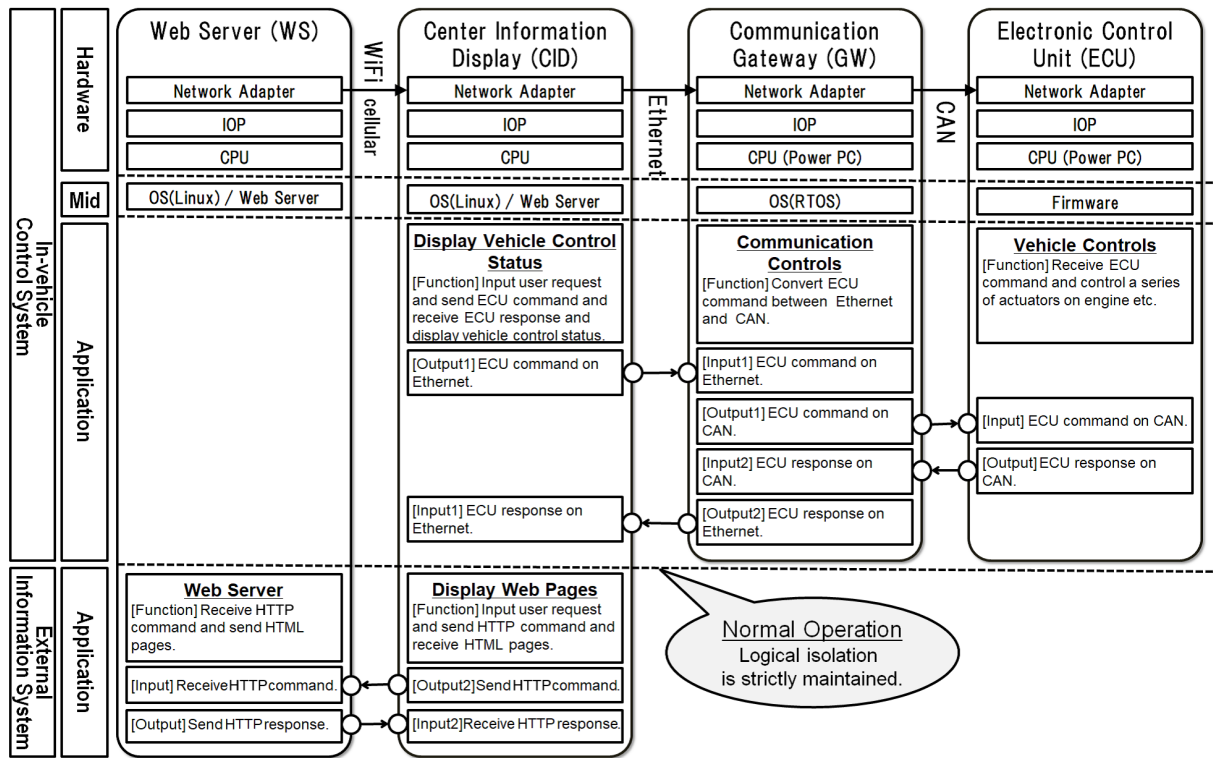 In-vehicle
Control System
External
Information System
Hardware
Mid
Application
Application
Web Server (WS)
Network Adapter
IOP
CPU
OS(Linux) / Web Server
Web Server
[Function] Receive HTTP
command and send HTML
pages.
[Input] Receive HTTP command.
[Output] Send HTTP response.
WiFi
cellular
Center Information
Display (CID)
Network Adapter
IOP
CPU
OS(Linux) / Web Server
Display Vehicle Control
Status
[Function] Input user request
and send ECU command and
receive ECU response and
display vehicle control status.
[Output1] ECU command on
Ethernet.
[Input1] ECU response on
Ethernet.
Display Web Pages
[Function] Input user request
and send HTTP command and
receive HTML pages.
[Output2]Send HTTP command.
[Input2]Receive HTTP response.
Ethernet
Communication
Gateway (GW)
Network Adapter
IOP
CPU (Power PC)
OS(RTOS)
Communication
Controls
[Function] Convert ECU
command between Ethernet
and CAN.
[Input1] ECU command on
Ethernet.
[Output1] ECU command on
CAN.
[Input2] ECU response on
CAN.
[Output2] ECU response on
Ethernet.
CAN
Electronic Control
Unit (ECU)
Network Adapter
IOP
CPU (Power PC)
Firmware
Vehicle Controls
[Function] Receive ECU
command and control a series
of actuators on engine etc.
[Input] ECU command on CAN.
[Output] ECU response on
CAN.
Normal Operation
Logical isolation
is strictly maintained.